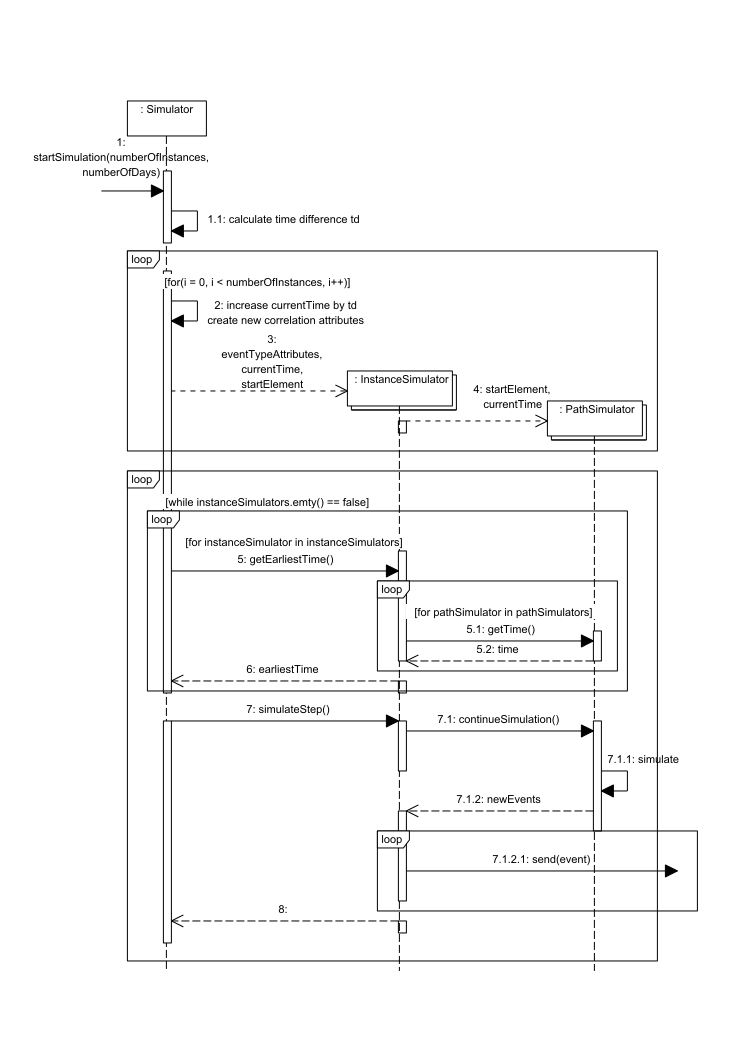 : Simulator
1:
startSimulation(numberOfInstances,
numberOfDays)
1.1: calculate time difference td
loop
[for(i = 0, i < numberOfInstances, i++)]
2: increase currentTime by td
create new correlation attributes
3:
eventTypeAttributes,
currentTime,
startElement
: InstanceSimulator
4: startElement,
currentTime
: PathSimulator
loop
[while instanceSimulators.emty() == false]
loop
[for instanceSimulator in instanceSimulators]
5: getEarliestTime()
loop
[for pathSimulator in pathSimulators]
5.1: getTime()
5.2: time
6: earliestTime
7: simulateStep()
7.1: continueSimulation()
7.1.1: simulate
7.1.2: newEvents
loop
7.1.2.1: send(event)
8: